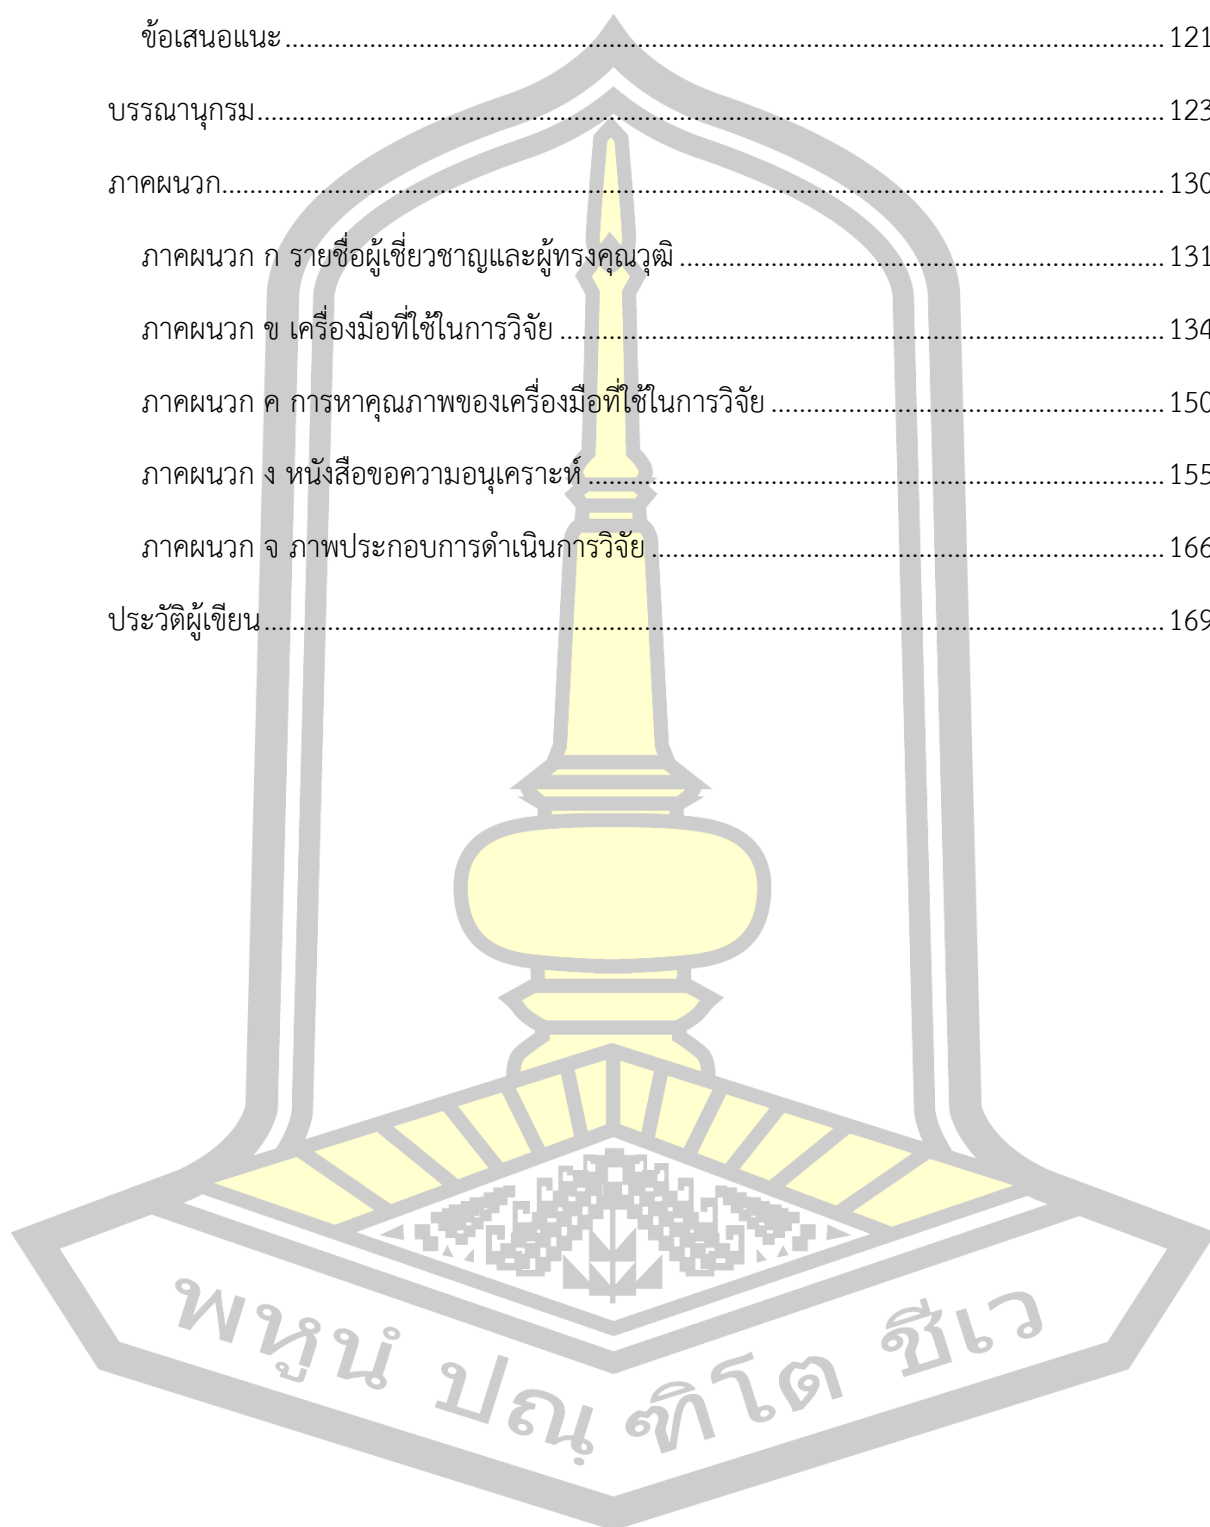 ข้อเสนอแนะ ........................................................................................................ 121
บรรณานุกรม ........................................................................................................ 123
ภาคผนวก ........................................................................................................ 130
ภาคผนวก ก รายชื่อผู้เชี่ยวชาญและผู้ทรงคุณวุฒิ ........................................................ 131
ภาคผนวก ข เครื่องมือที่ใช้ในการวิจัย ........................................................ 134
ภาคผนวก ค การหาคุณภาพของเครื่องมือที่ใช้ในการวิจัย ........................................................ 150
ภาคผนวก ง หนังสือขอความอนุเคราะห์ ........................................................ 155
ภาคผนวก จ ภาพประกอบการดำเนินการวิจัย ........................................................ 166
ประวัติผู้เขียน ........................................................................................................ 169
พหูนํ ปณฺฑิโต ชีเว